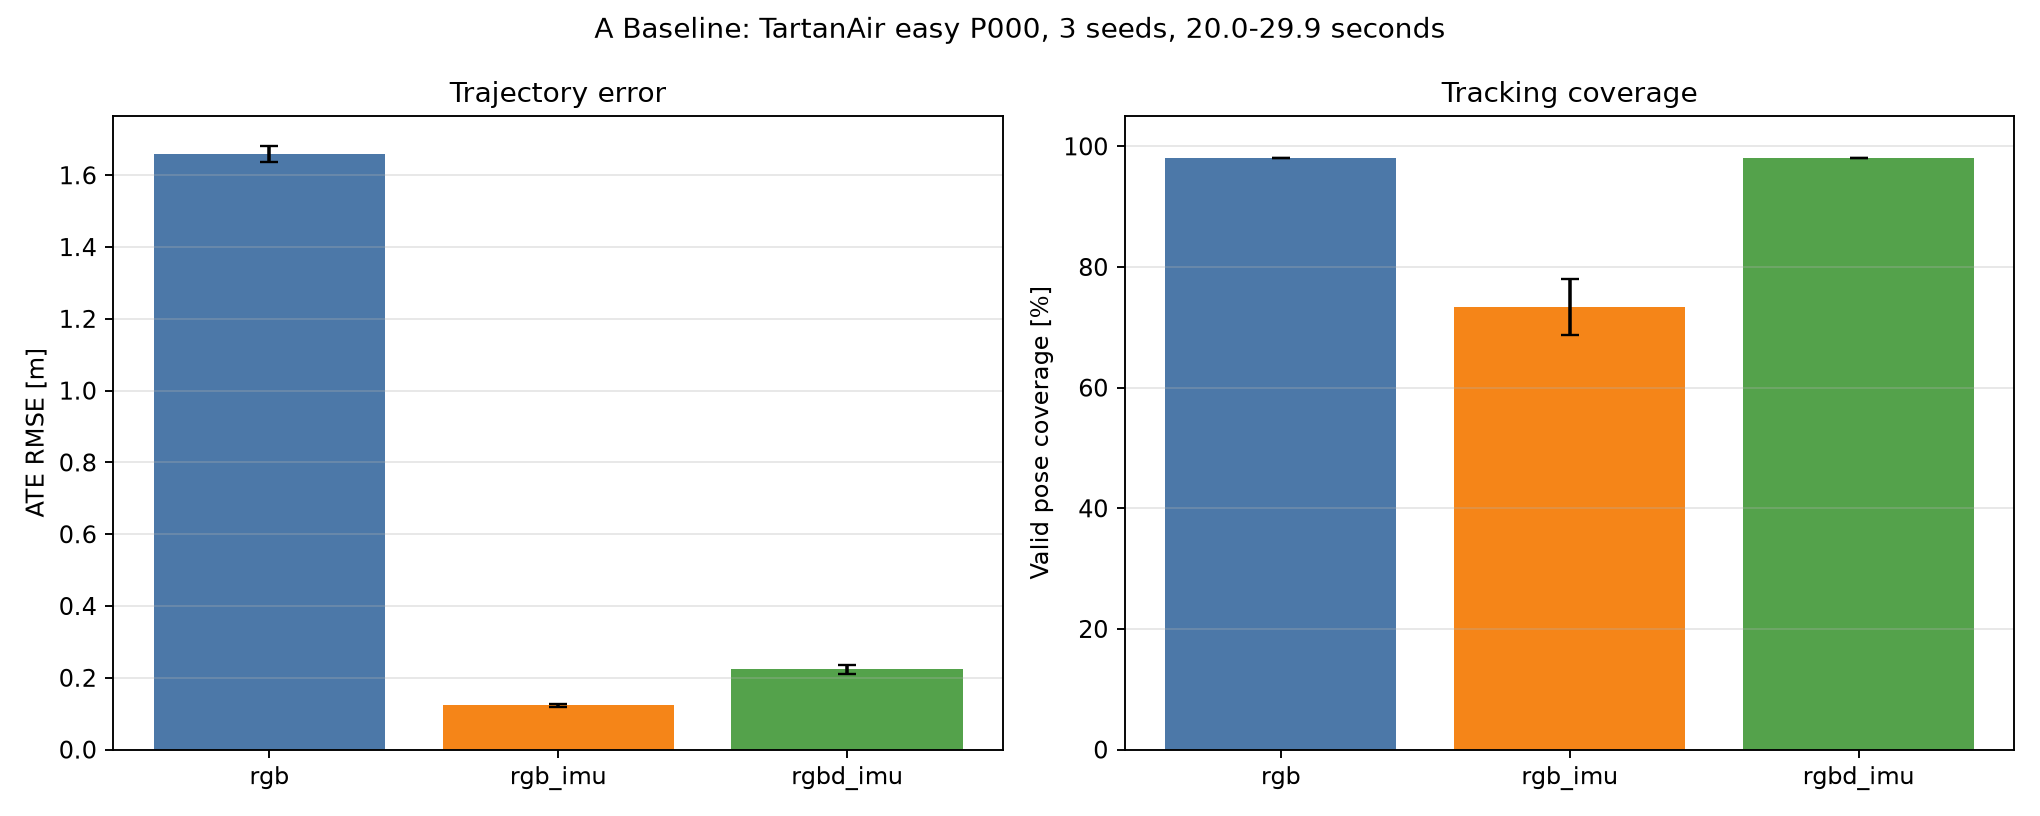 A Baseline: TartanAir easy P000, 3 seeds, 20.0-29.9 seconds
Trajectory error
ATE RMSE [m]
1.6
1.4
1.2
1.0
0.8
0.6
0.4
0.2
0.0
rgb
rgb_imu
rgbd_imu
Tracking coverage
Valid pose coverage [%]
100
80
60
40
20
0
rgb
rgb_imu
rgbd_imu